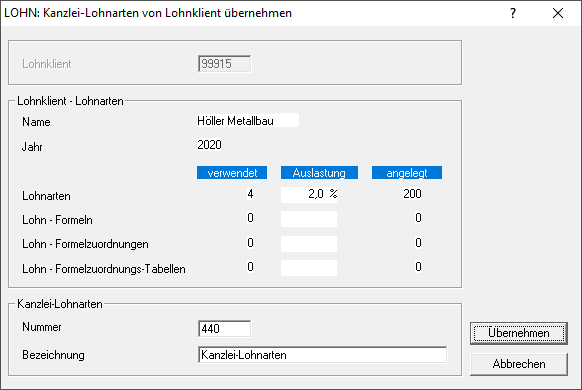 LOHN: Kanzlei-Lohnarten von Lohnklient übernehmen ? ×
Lohnklient 99915
Lohnklient - Lohnarten
Name Höller Metallbau
Jahr 2020
verwendet Auslastung angelegt
Lohnarten 4 2,0 % 200
Lohn - Formeln 0 0
Lohn - Formelzuordnungen 0 0
Lohn - Formelzuordnungs-Tabellen 0 0
Kanzlei-Lohnarten
Nummer 440
Bezeichnung Kanzlei-Lohnarten
Übernehmen
Abbrechen